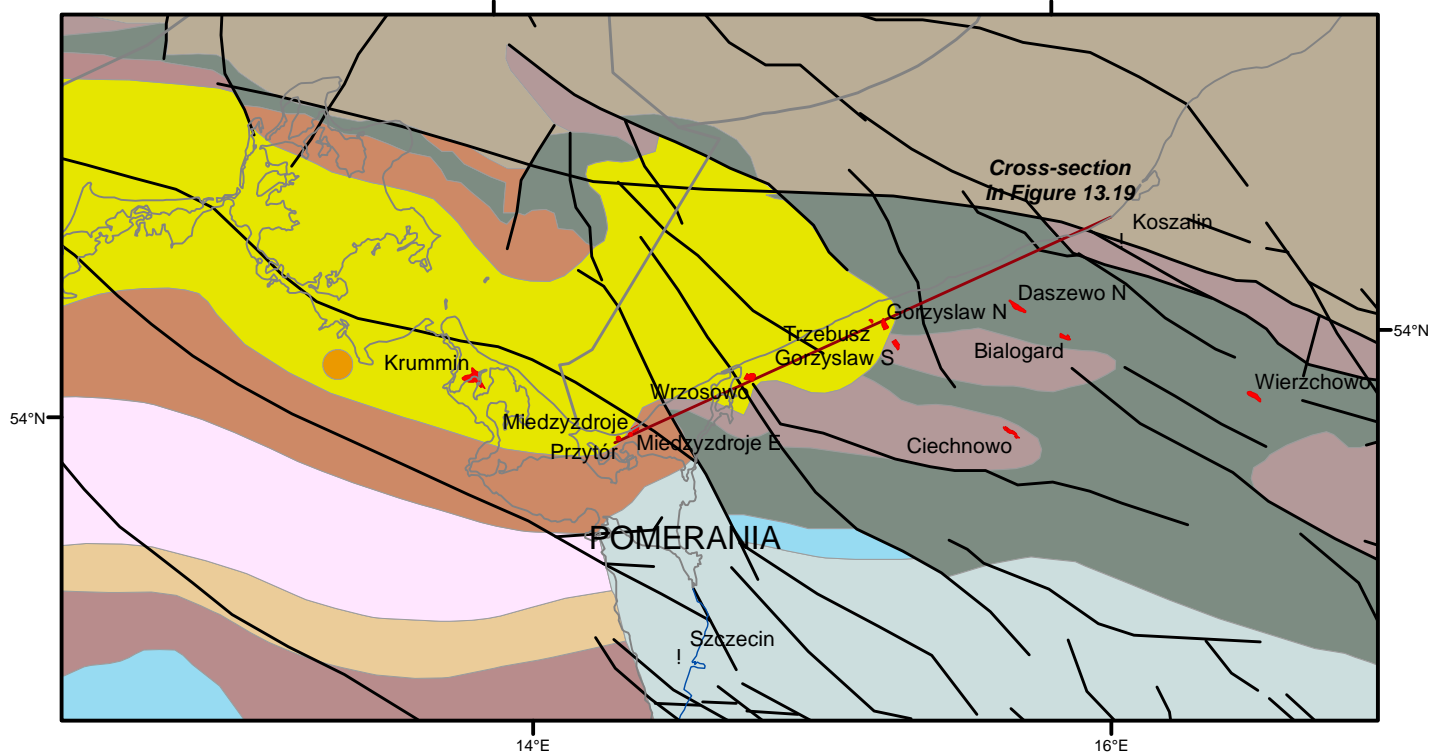 Cross-section
in Figure 13.19
Koszalin
Daszewo N
Gorzyslaw N
54°N
Trzebusz
Bialogard
Gorzyslaw S
Krummin
Wierzchowo
Wrzosowo
54°N
Miedzyzdroje
Miedzyzdroje E
Ciechnowo
Przytór
POMERANIA
Szczecin
!
14°E
16°E